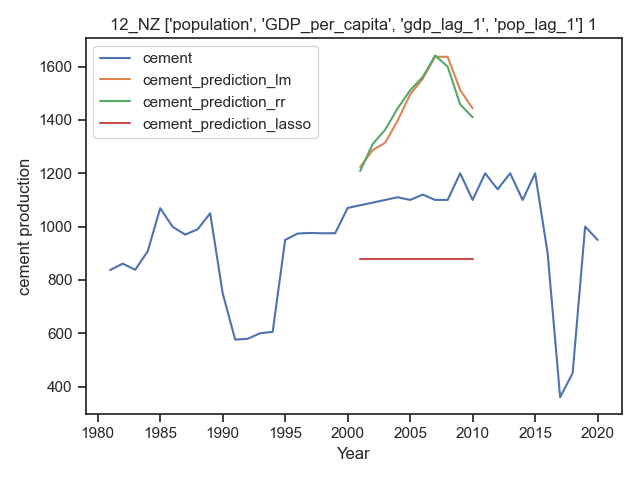 12_NZ ['population', 'GDP_per_capita', 'gdp_lag_1', 'pop_lag_1'] 1
cement
cement_prediction_lm
cement_prediction_rr
cement_prediction_lasso
cement production
1600
1400
1200
1000
800
600
400
1980
1985
1990
1995
2000
2005
2010
2015
2020
Year